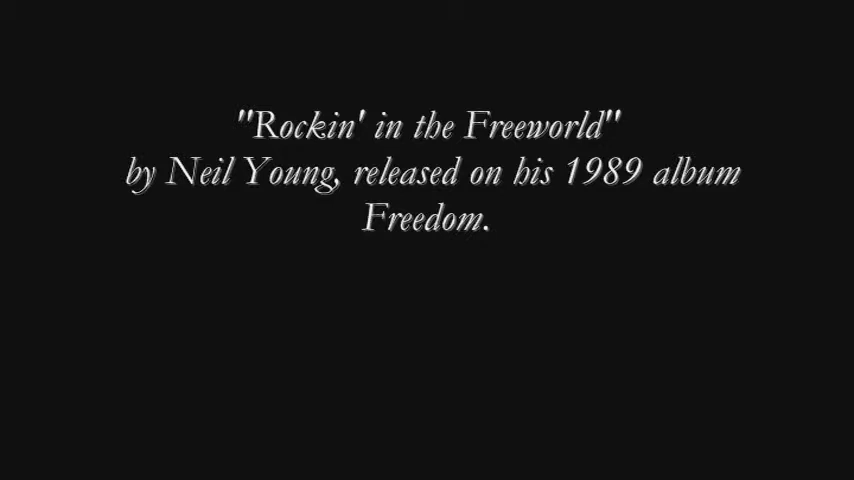 "Rockin' in the Freeworld"
by Neil Young, released on his 1989 album
Freedom.